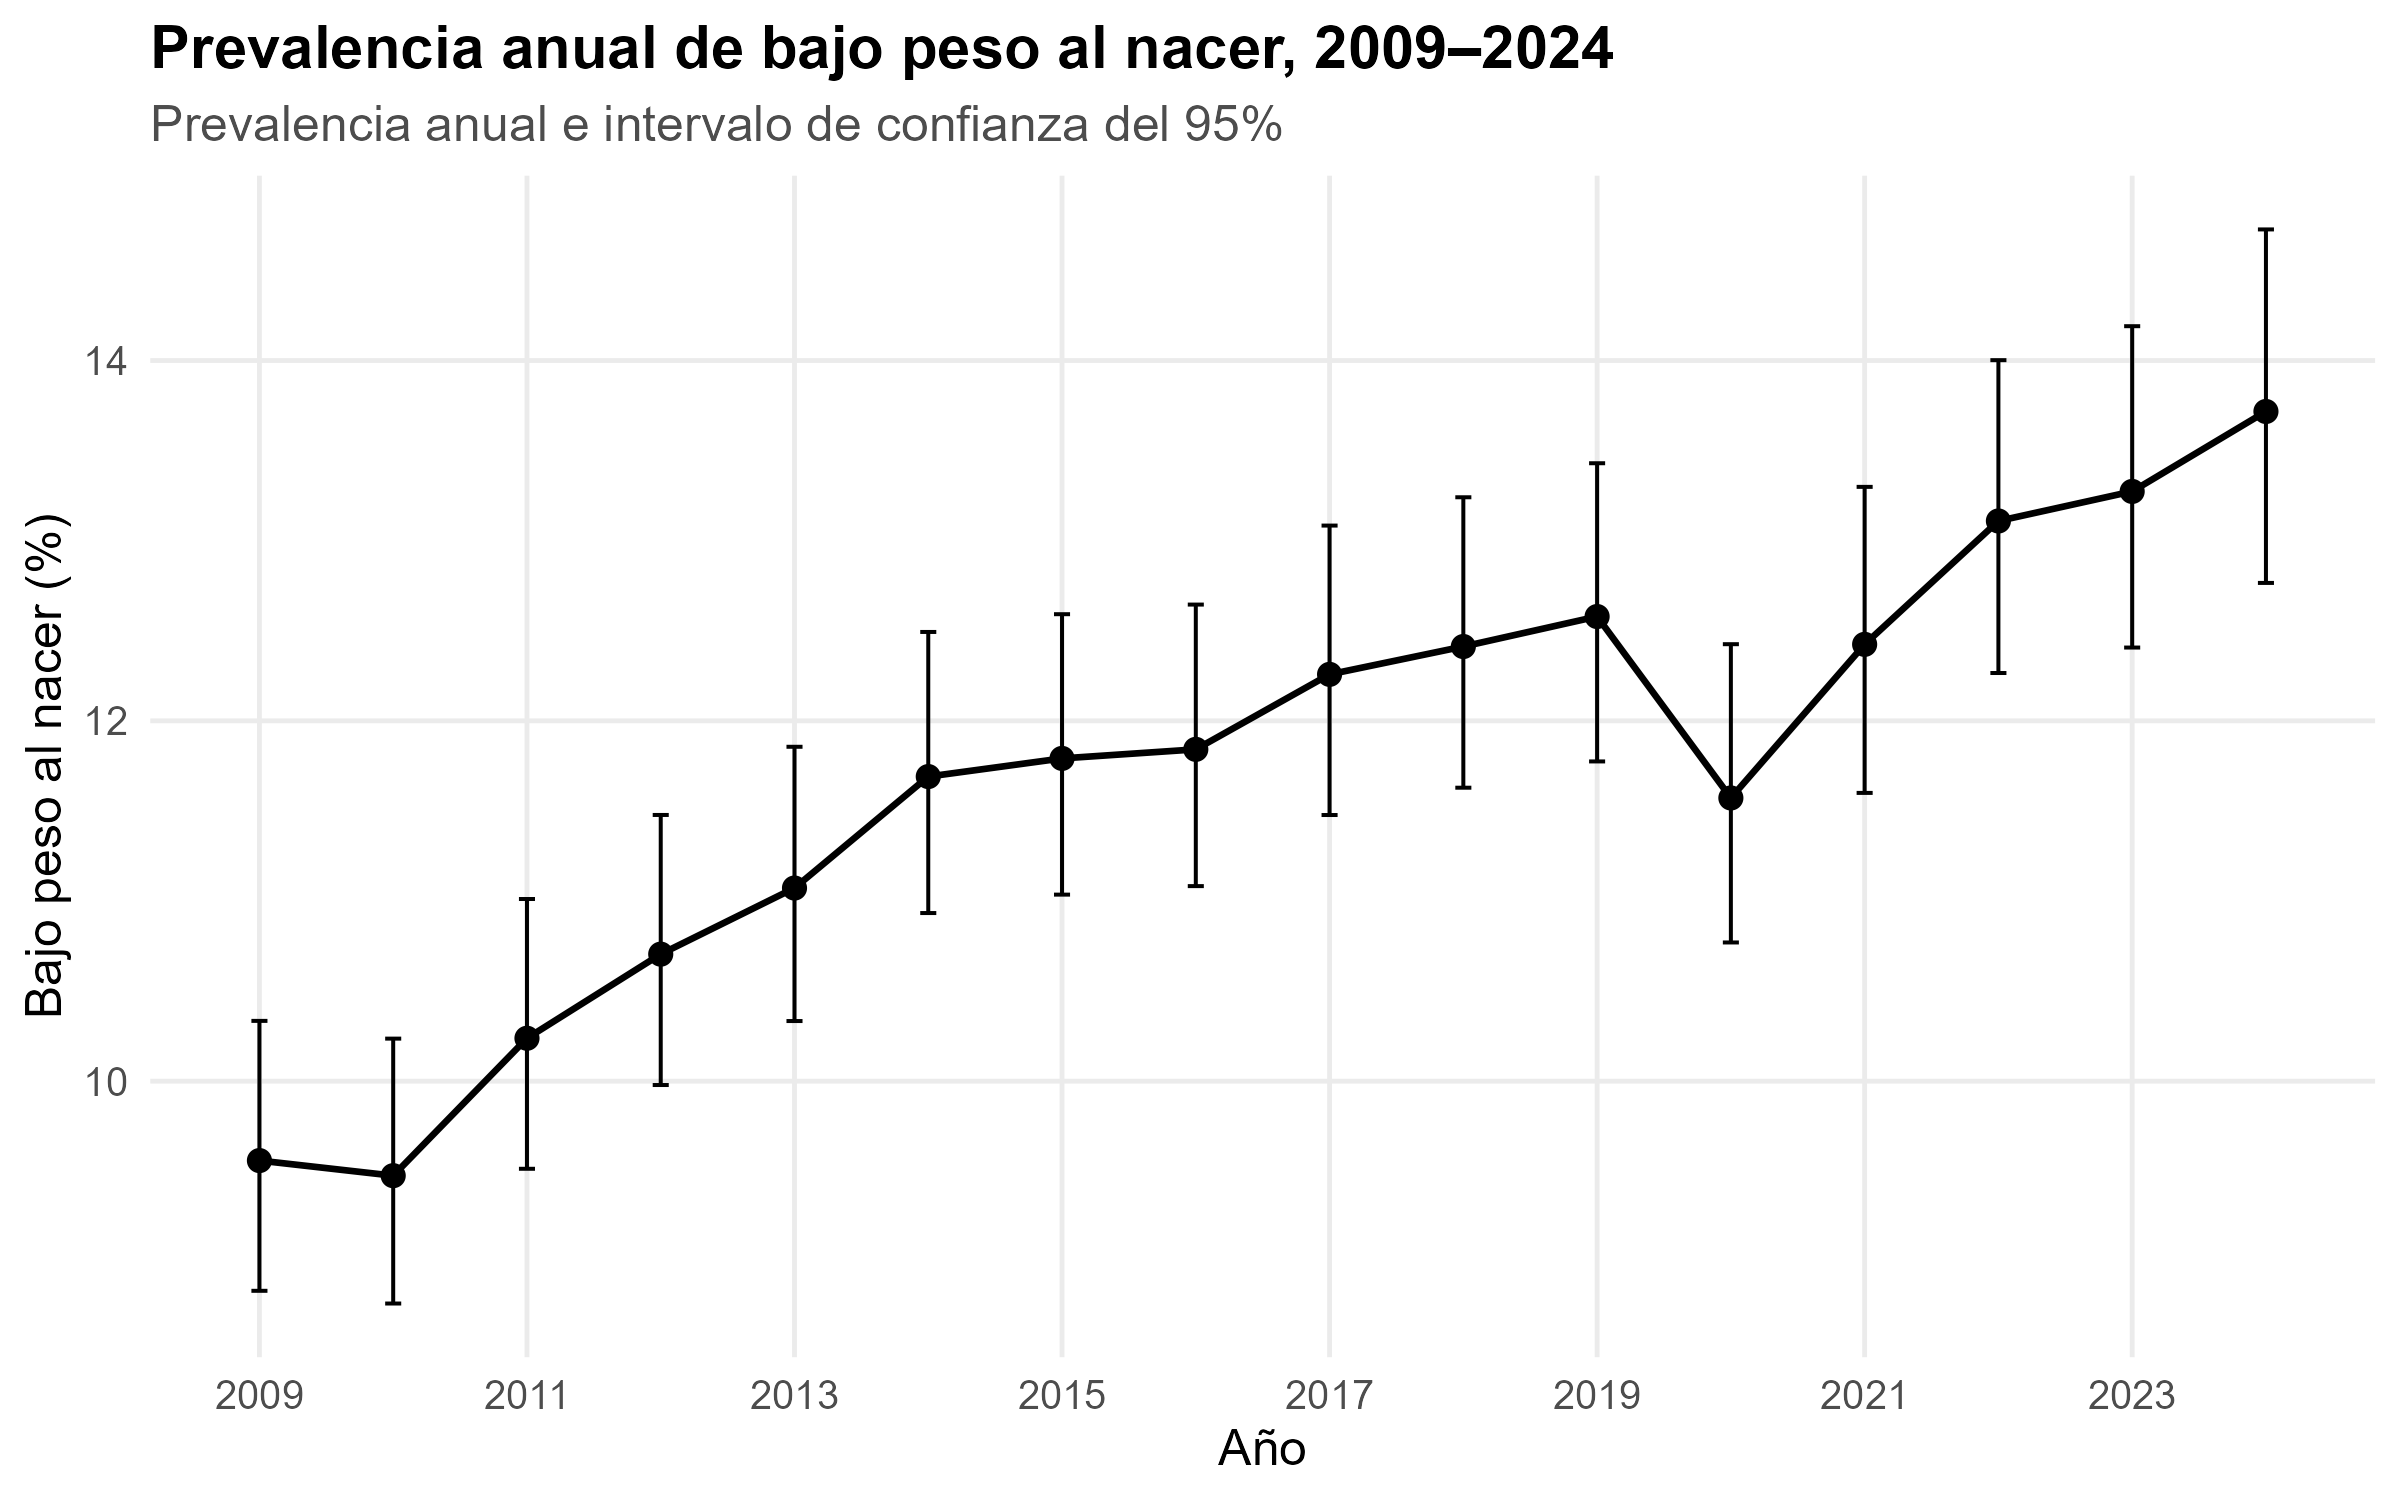 Prevalencia anual de bajo peso al nacer, 2009–2024
Prevalencia anual e intervalo de confianza del 95%
Bajo peso al nacer (%)
14
12
10
2009 2011 2013 2015 2017 2019 2021 2023
Año